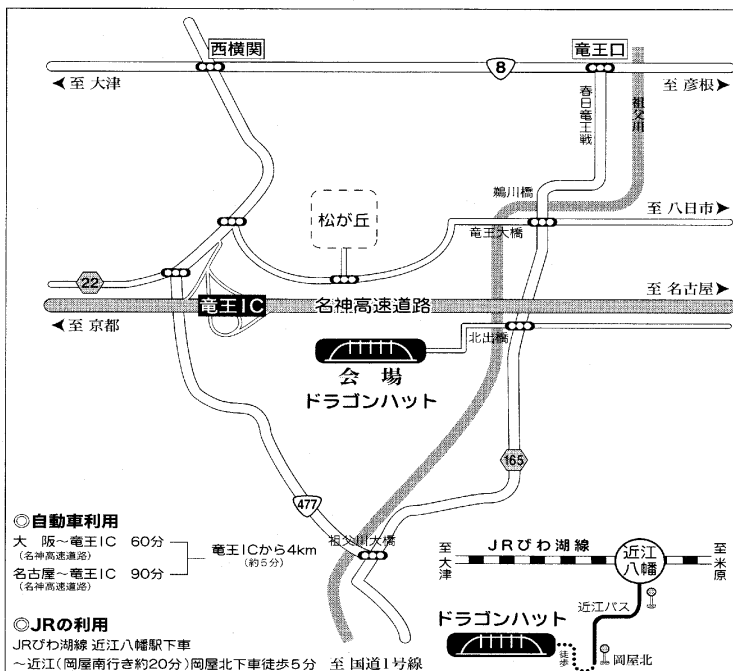 西横関
竜王口
8
至 大津
至 彦根
春日竜王戦
祖父川
鵜川橋
松が丘
至 八日市
竜王大橋
22
至 名古屋
竜王IC
名神高速道路
至 京都
北出橋
会場
ドラゴンハット
165
477
◎自動車利用
大 阪～竜王IC 60分
(名神高速道路)
竜王ICから4km
(約5分)
名古屋～竜王IC 90分
(名神高速道路)
祖父川大橋
至大津
JRびわ湖線
近江八幡
至米原
近江バス
ドラゴンハット
徒歩
岡屋北
◎JRの利用
JRびわ湖線 近江八幡駅下車
～近江(岡屋南行き約20分)岡屋北下車徒歩5分
至 国道1号線